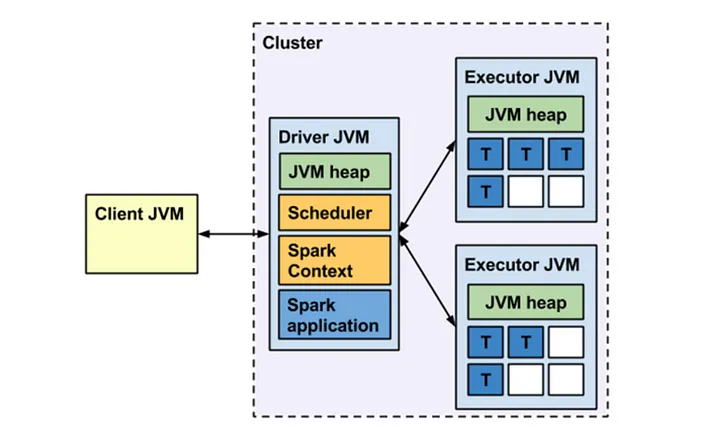 Cluster
Client JVM
Driver JVM
JVM heap
Scheduler
Spark
Context
Spark
application
Executor JVM
JVM heap
T T T
T
Executor JVM
JVM heap
T T
T